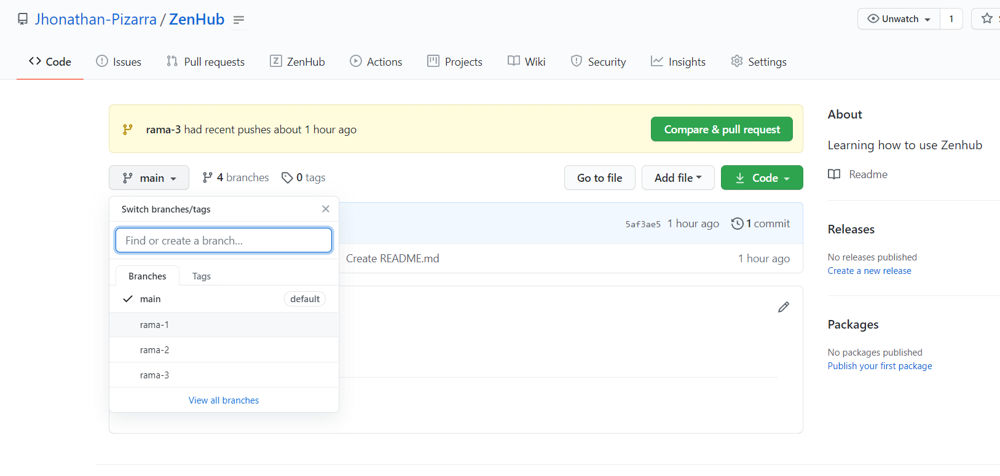 Jhonathan-Pizarra / ZenHub
Unwatch 1
Code Issues Pull requests ZenHub Actions Projects Wiki Security Insights Settings
rama-3 had recent pushes about 1 hour ago
Compare & pull request
main 4 branches 0 tags
Go to file Add file Code
Switch branches/tags
Find or create a branch...
Branches Tags
main default
rama-1
rama-2
rama-3
View all branches
5af3ae5 1 hour ago 1 commit
Create README.md 1 hour ago
About
Learning how to use Zenhub
Readme
Releases
No releases published
Create a new release
Packages
No packages published
Publish your first package